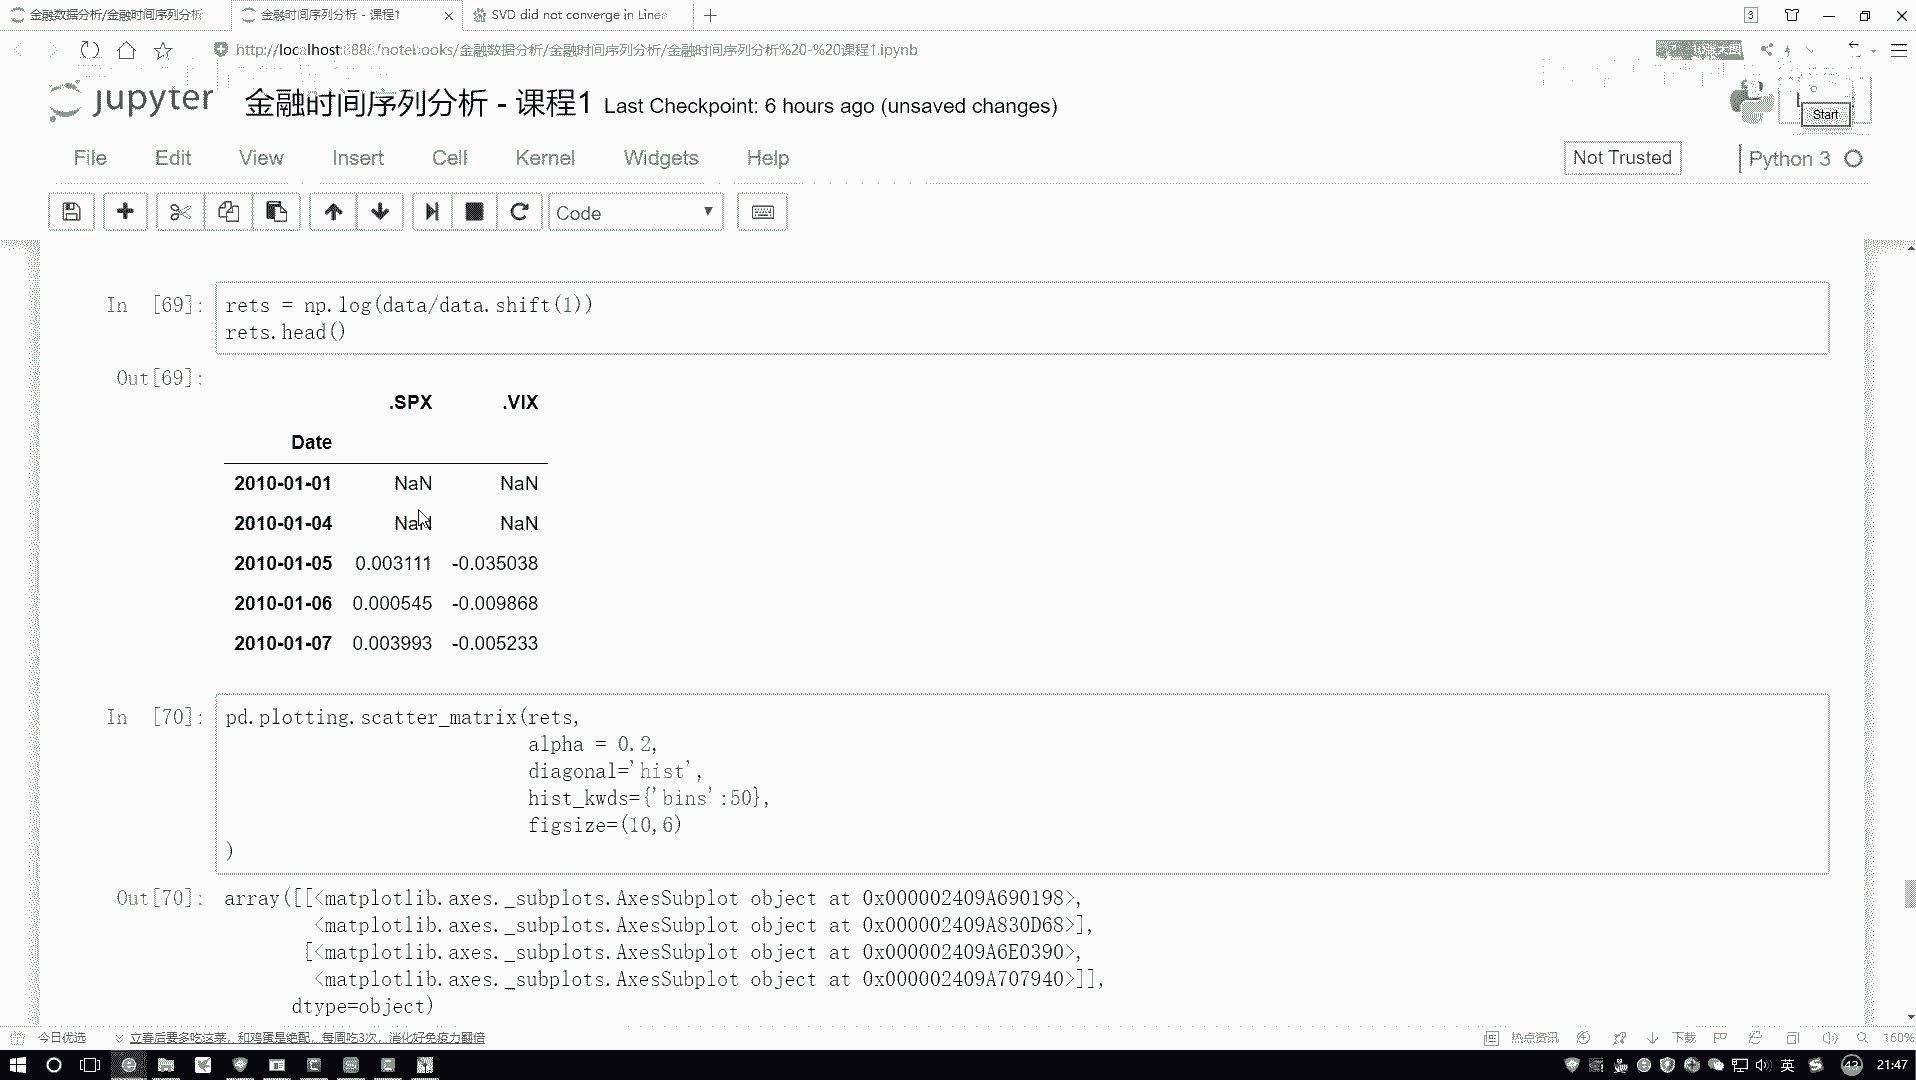 金融数据分析/金融时间序列分析
金融时间序列分析 - 课程1
SVD did not converge in Line
3
http://localhost:888/notebooks/金融数据分析/金融时间序列分析/金融时间序列分析%20-%20课程1.ipynb
jupyter 金融时间序列分析 - 课程1 Last Checkpoint: 6 hours ago (unsaved changes)
Start
File Edit View Insert Cell Kernel Widgets Help
Not Trusted
Python 3
Code
In [69]:
rets = np.log(data/data.shift(1))
rets.head()
Out[69]:
.SPX .VIX
Date
2010-01-01 NaN NaN
2010-01-04 NaN NaN
2010-01-05 0.003111 -0.035038
2010-01-06 0.000545 -0.009868
2010-01-07 0.003993 -0.005233
In [70]:
pd.plotting.scatter_matrix(rets,
alpha = 0.2,
diagonal='hist',
hist_kwds={'bins':50},
figsize=(10,6)
)
Out[70]:
array([[<matplotlib.axes._subplots.AxesSubplot object at 0x000002409A690198>,
<matplotlib.axes._subplots.AxesSubplot object at 0x000002409A830D68>],
[<matplotlib.axes._subplots.AxesSubplot object at 0x000002409A6E0390>,
<matplotlib.axes._subplots.AxesSubplot object at 0x000002409A707940>]],
dtype=object)
今日优选
立春后要多吃这菜，和鸡蛋是绝配，每周吃3次，消化好免疫力翻倍
热点资讯
下载
160%
英
43
21:47